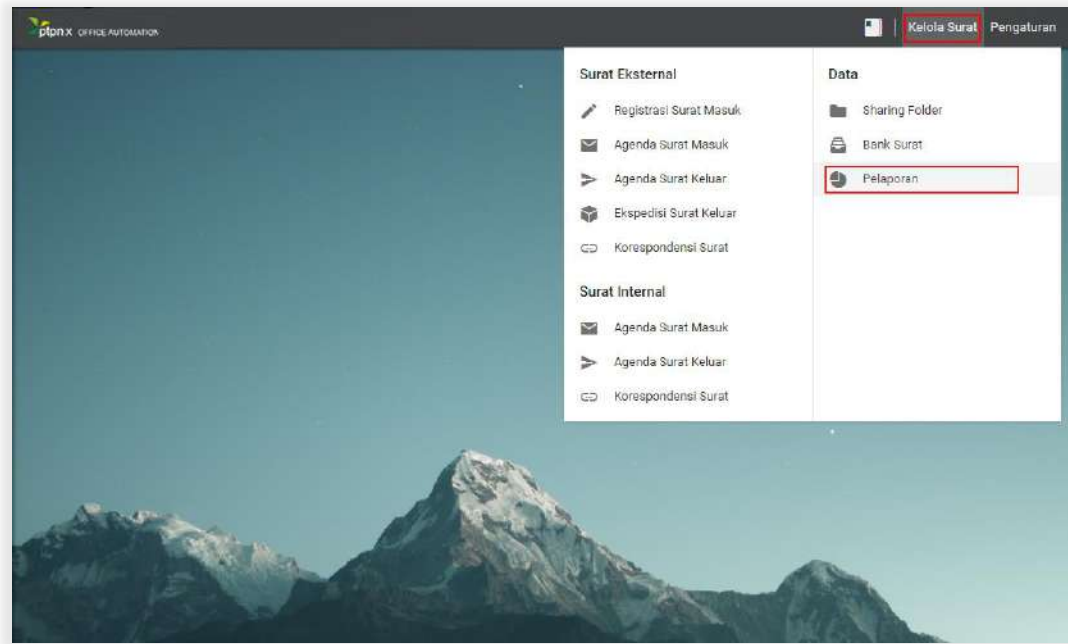 ptpn x OFFICE AUTOMATION
Kelola Surat Pengaturan
Surat Eksternal
Registrasi Surat Masuk
Agenda Surat Masuk
Agenda Surat Keluar
Ekspedisi Surat Keluar
Korespondensi Surat
Surat Internal
Agenda Surat Masuk
Agenda Surat Keluar
Korespondensi Surat
Data
Sharing Folder
Bank Surat
Pelaporan